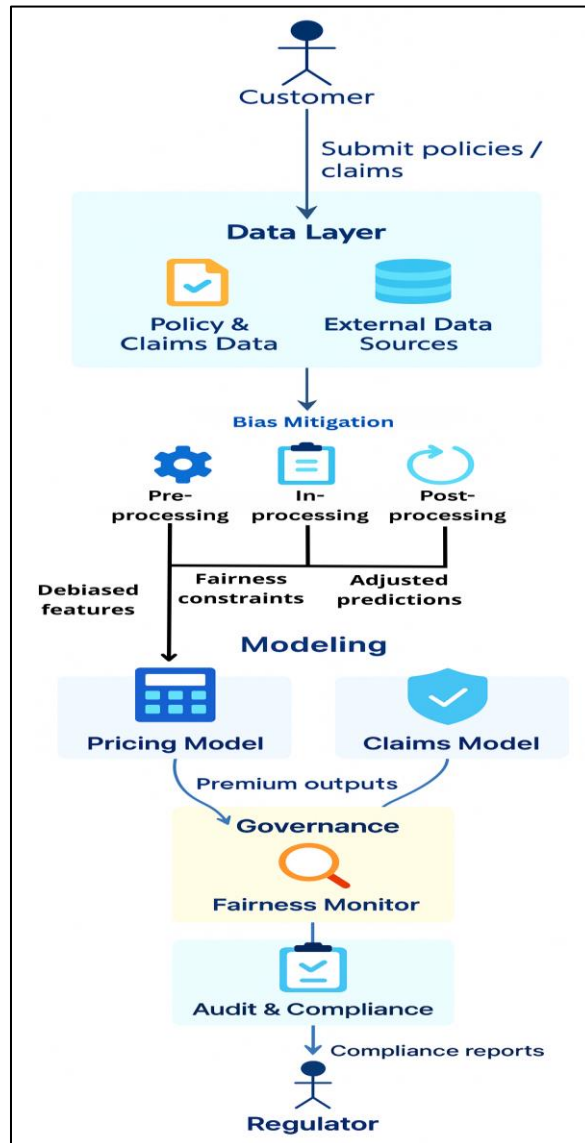 Customer
Submit policies /
claims
Data Layer
Policy &
Claims Data
External Data
Sources
Bias Mitigation
Pre-
processing
In-
processing
Post-
processing
Debiased
features
Fairness
constraints
Adjusted
predictions
Modeling
Pricing Model
Claims Model
Premium outputs
Governance
Fairness Monitor
Audit & Compliance
Compliance reports
Regulator